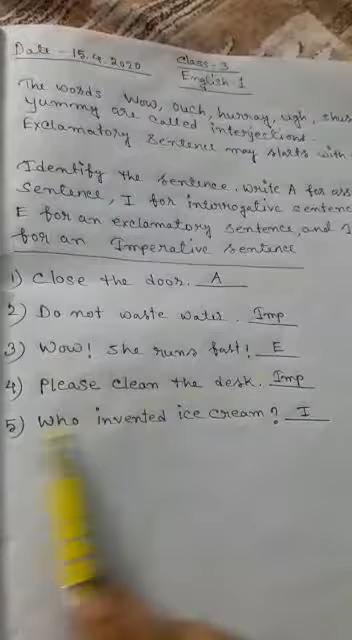 Date - 15.4.2020
Class - 3
English - 1
The words Wow, ouch, hurray, ugh,
yummy are called interjections.
Exclamatory Sentence may starts with
Identify the sentence, write A for
Sentence, I for interrogative sentence
E for an exclamatory sentence, and
for an Imperative sentence
1) Close the door. A
2) Do not waste water. Imp
3) Wow! She runs fast! E
4) Please clean the desk. Imp
5) Who invented ice cream? I